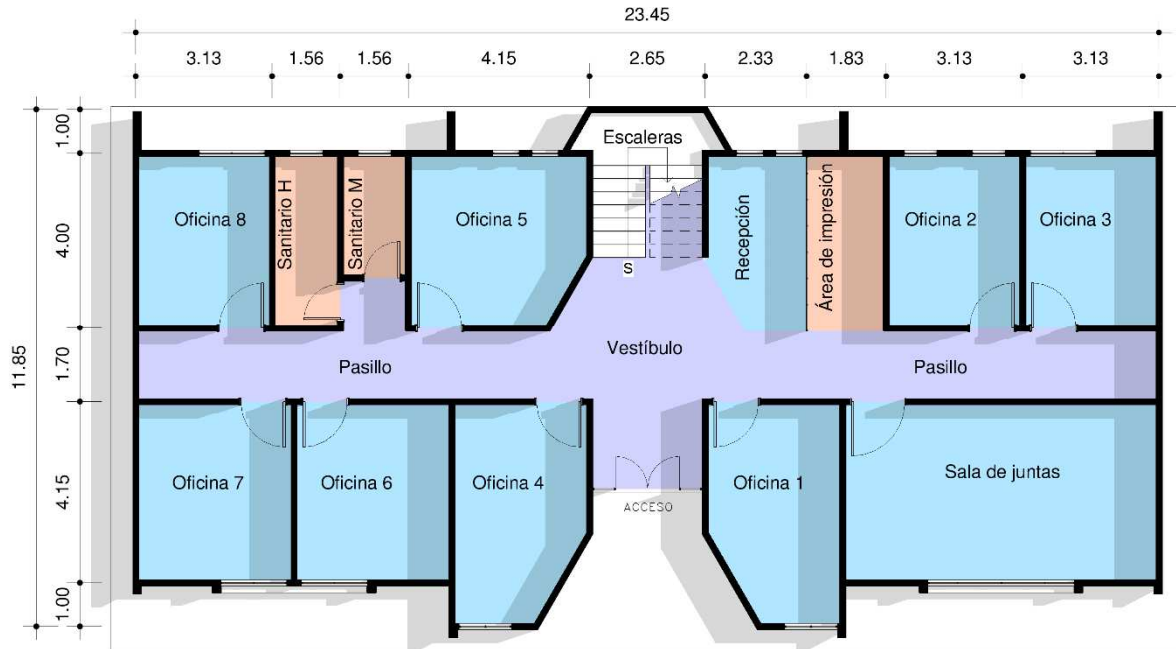 23.45
3.13
1.56
1.56
4.15
2.65
2.33
1.83
3.13
3.13
11.85
1.00
4.00
1.70
4.15
1.00
Escaleras
Oficina 8
Sanitario H
Sanitario M
Oficina 5
S
Recepción
Área de impresión
Oficina 2
Oficina 3
Vestíbulo
Pasillo
Pasillo
Oficina 7
Oficina 6
Oficina 4
Oficina 1
Sala de juntas
ACCESO